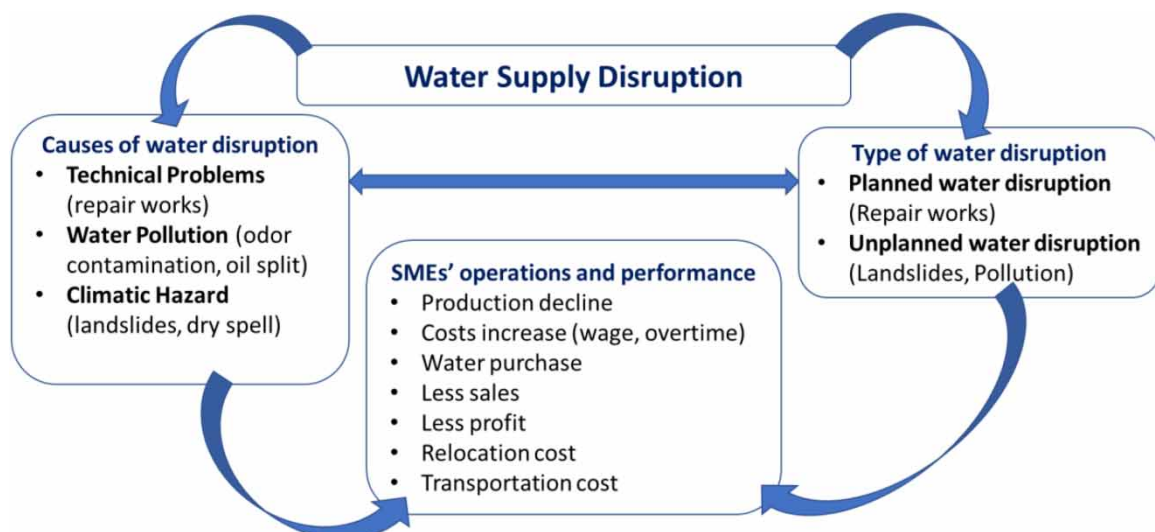 Water Supply Disruption
Causes of water disruption
• Technical Problems
(repair works)
• Water Pollution (odor
contamination, oil split)
• Climatic Hazard
(landslides, dry spell)
Type of water disruption
• Planned water disruption
(Repair works)
• Unplanned water disruption
(Landslides, Pollution)
SMEs' operations and performance
• Production decline
• Costs increase (wage, overtime)
• Water purchase
• Less sales
• Less profit
• Relocation cost
• Transportation cost